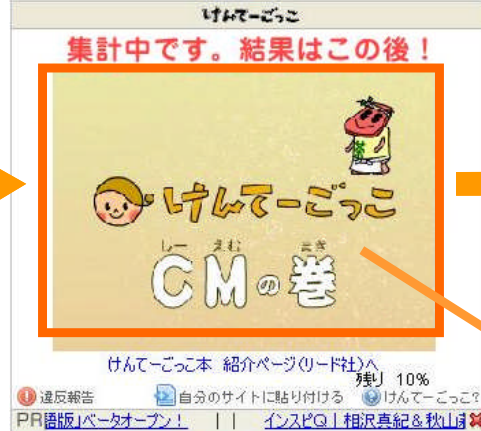 けんてーごっこ
集計中です。結果はこの後！
けんてーごっこ
しー えむ まき
CMの巻
けんてーごっこ本 紹介ページ(リード社)へ
残り 10%
違反報告 自分のサイトに貼り付ける けんてーごっこ?
PR語版」ベータオープン！ | | インスピQ｜相沢真紀&秋山